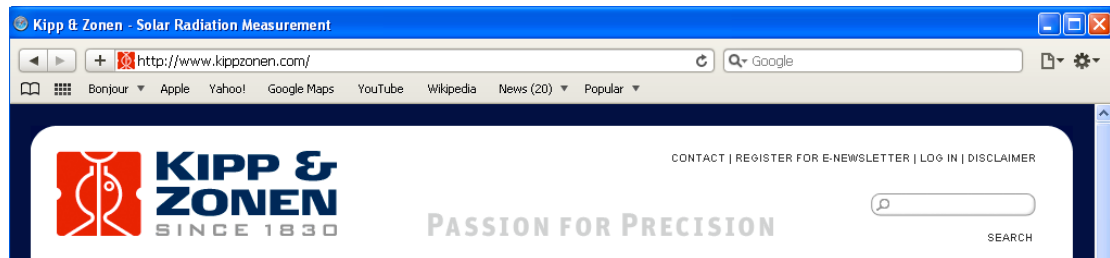 Kipp & Zonen - Solar Radiation Measurement
http://www.kippzonen.com/
Google
Bonjour Apple Yahoo! Google Maps YouTube Wikipedia News (20) Popular
KIPP &
ZONEN
SINCE 1830
CONTACT | REGISTER FOR E-NEWSLETTER | LOG IN | DISCLAIMER
PASSION FOR PRECISION
SEARCH